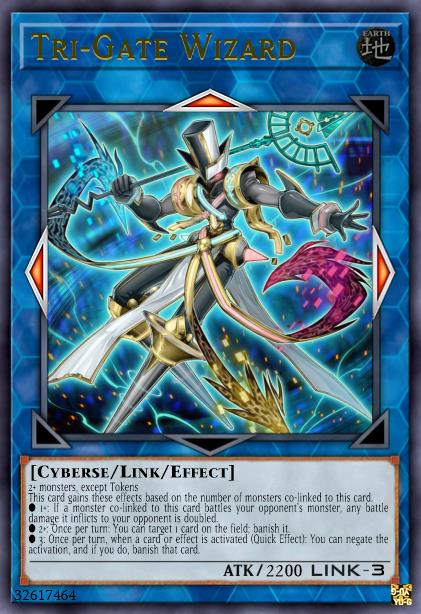 TRI-GATE WIZARD
EARTH
地
[CYBERSE/LINK/EFFECT]
2+ monsters, except Tokens
This card gains these effects based on the number of monsters co-linked to this card.
● 1+: If a monster co-linked to this card battles your opponent's monster, any battle
damage it inflicts to your opponent is doubled.
● 2+: Once per turn: You can target 1 card on the field; banish it.
● 3: Once per turn, when a card or effect is activated (Quick Effect): You can negate the
activation, and if you do, banish that card.
ATK/2200 LINK-3
32617464